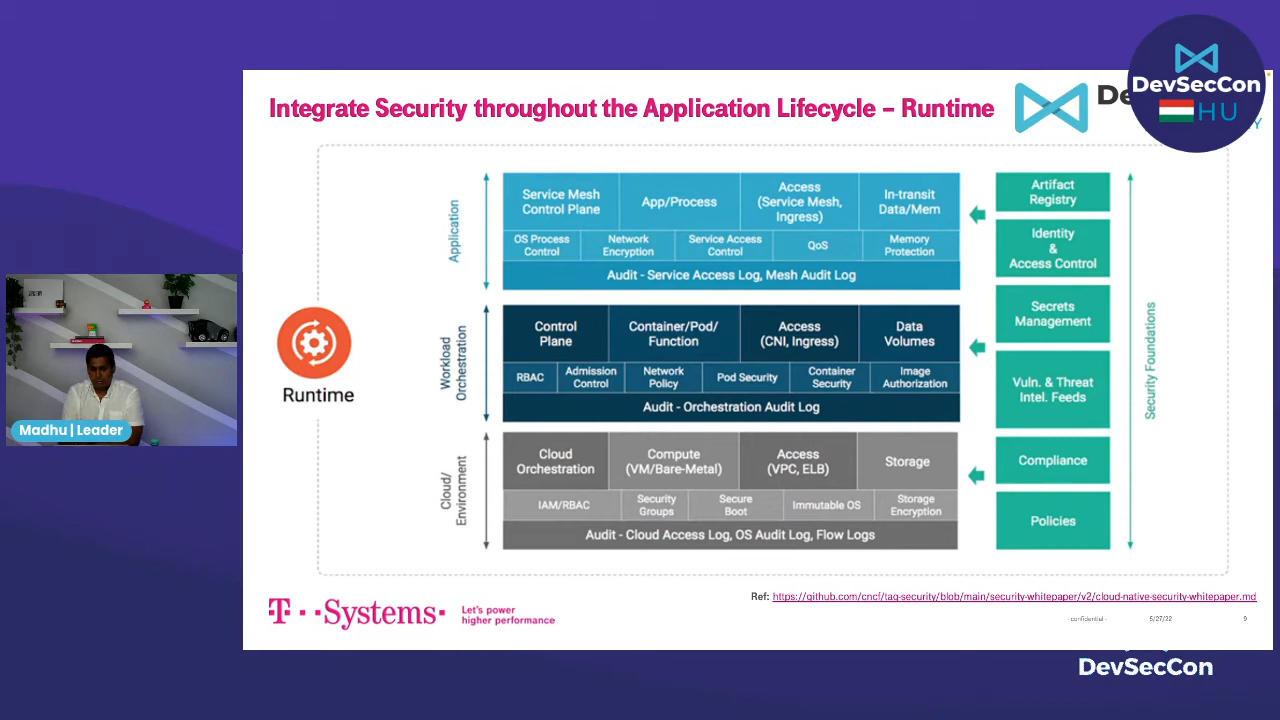 Integrate Security throughout the Application Lifecycle – Runtime
DevSecCon
HU
Application
Service Mesh
Control Plane
App/Process
Access
(Service Mesh,
Ingress)
In-transit
Data/Mem
OS Process
Control
Network
Encryption
Service Access
Control
QoS
Memory
Protection
Audit - Service Access Log, Mesh Audit Log
Workload
Orchestration
Control
Plane
Container/Pod/
Function
Access
(CNI, Ingress)
Data
Volumes
RBAC
Admission
Control
Network
Policy
Pod Security
Container
Security
Image
Authorization
Audit - Orchestration Audit Log
Cloud/
Environment
Cloud
Orchestration
Compute
(VM/Bare-Metal)
Access
(VPC, ELB)
Storage
IAM/RBAC
Security
Groups
Secure
Boot
Immutable OS
Storage
Encryption
Audit - Cloud Access Log, OS Audit Log, Flow Logs
Artifact
Registry
Identity
&
Access Control
Secrets
Management
Vuln. & Threat
Intel. Feeds
Compliance
Policies
Security Foundations
Runtime
Madhu | Leader
Ref: https://github.com/cncf/tag-security/blob/main/security-whitepaper/v2/cloud-native-security-whitepaper.md
T · · Systems ·
Let's power
higher performance
- confidential -
5/27/22
9
DevSecCon